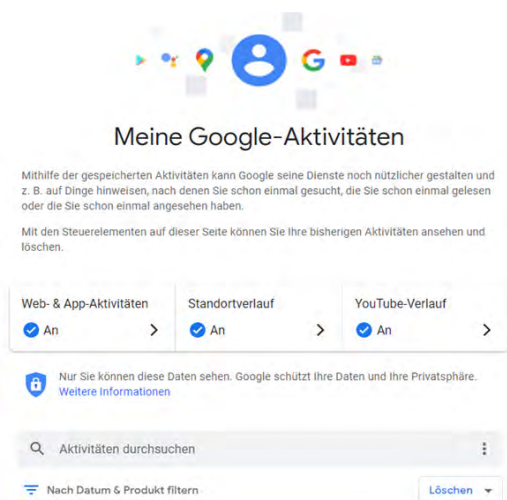 Meine Google-Aktivitäten
Mithilfe der gespeicherten Aktivitäten kann Google seine Dienste noch nützlicher gestalten und
z. B. auf Dinge hinweisen, nach denen Sie schon einmal gesucht, die Sie schon einmal gelesen
oder die Sie schon einmal angesehen haben.
Mit den Steuerelementen auf dieser Seite können Sie Ihre bisherigen Aktivitäten ansehen und
löschen.
Web- & App-Aktivitäten
An
Standortverlauf
An
YouTube-Verlauf
An
Nur Sie können diese Daten sehen. Google schützt Ihre Daten und Ihre Privatsphäre.
Weitere Informationen
Aktivitäten durchsuchen
Nach Datum & Produkt filtern
Löschen